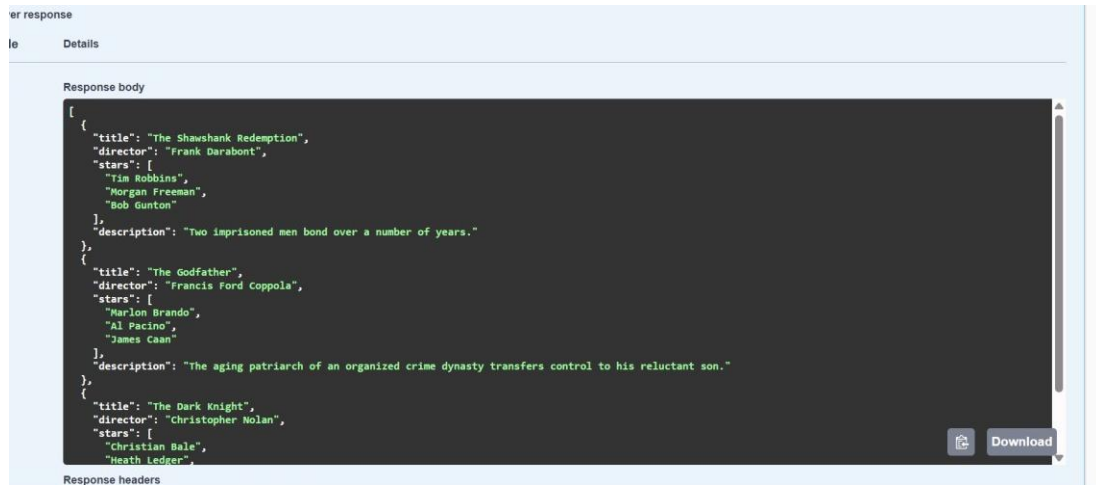 er response
le Details
Response body
[
{
"title": "The Shawshank Redemption",
"director": "Frank Darabont",
"stars": [
"Tim Robbins",
"Morgan Freeman",
"Bob Gunton"
],
"description": "Two imprisoned men bond over a number of years."
},
{
"title": "The Godfather",
"director": "Francis Ford Coppola",
"stars": [
"Marlon Brando",
"Al Pacino",
"James Caan"
],
"description": "The aging patriarch of an organized crime dynasty transfers control to his reluctant son."
},
{
"title": "The Dark Knight",
"director": "Christopher Nolan",
"stars": [
"Christian Bale",
"Heath Ledger",
Download
Response headers